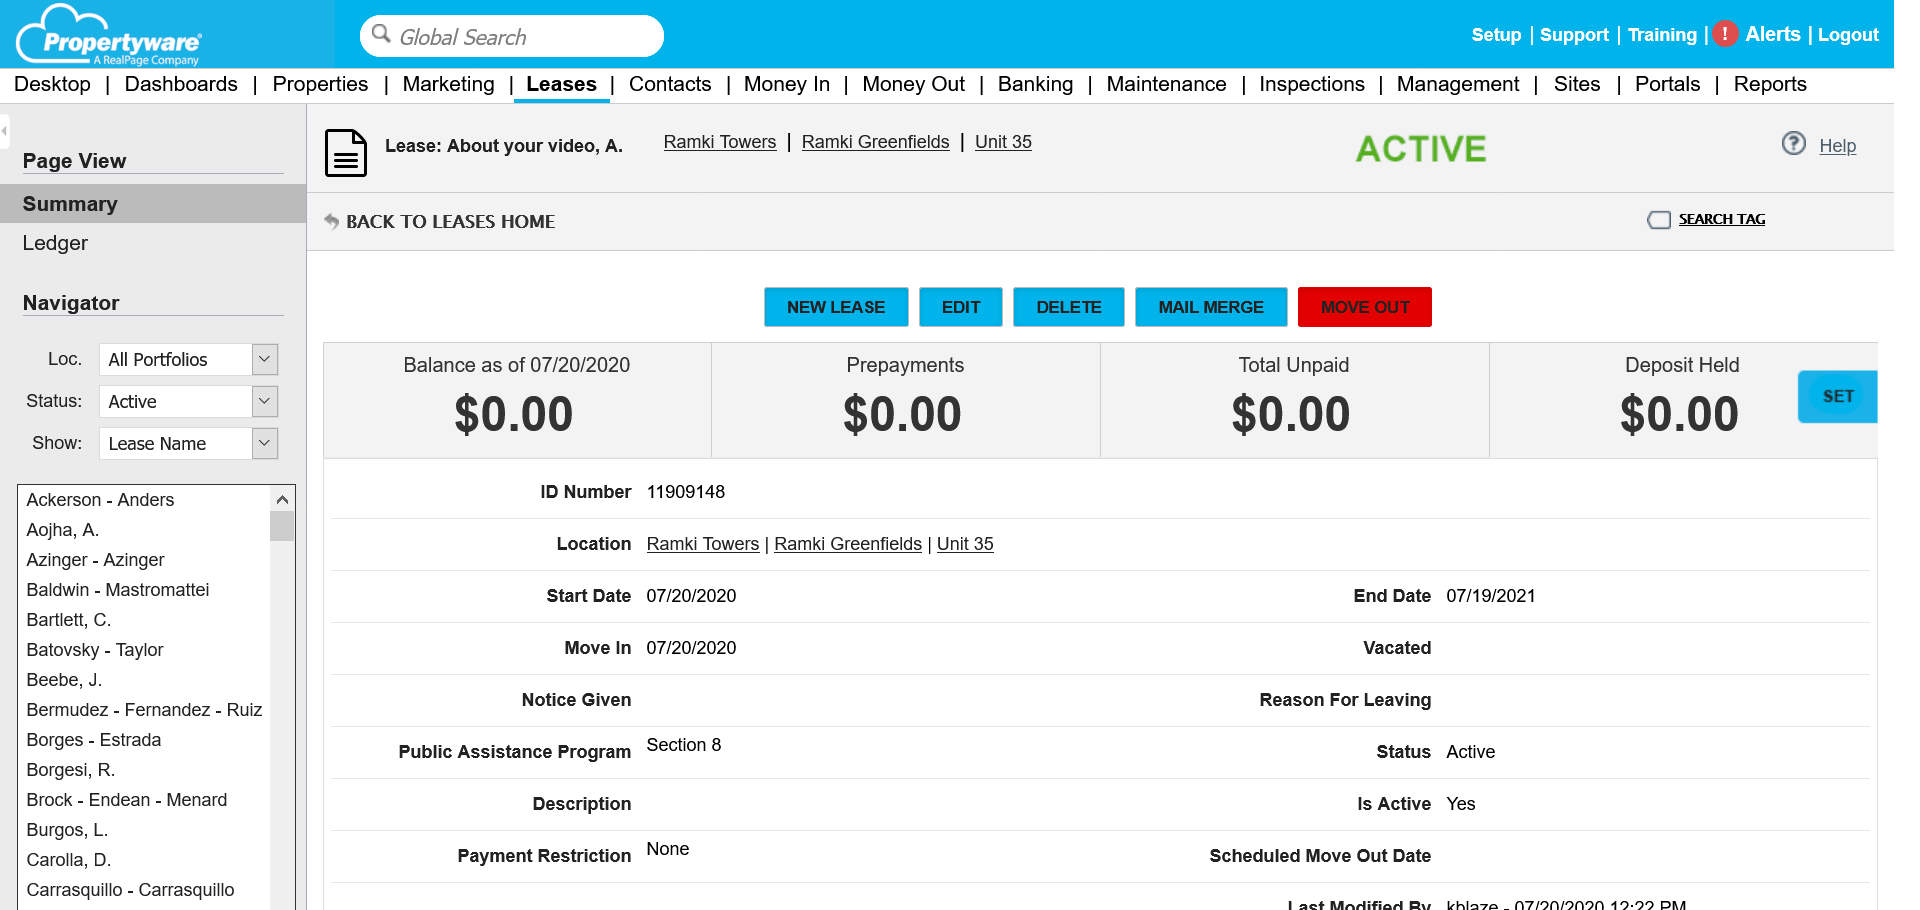 Propertyware
A RealPage Company
Global Search
Setup | Support | Training | ! Alerts | Logout
Desktop | Dashboards | Properties | Marketing | Leases | Contacts | Money In | Money Out | Banking | Maintenance | Inspections | Management | Sites | Portals | Reports
Page View
Summary
Ledger
Navigator
Loc. All Portfolios
Status: Active
Show: Lease Name
Ackerson - Anders
Aojha, A.
Azinger - Azinger
Baldwin - Mastromattei
Bartlett, C.
Batovsky - Taylor
Beebe, J.
Bermudez - Fernandez - Ruiz
Borges - Estrada
Borgesi, R.
Brock - Endean - Menard
Burgos, L.
Carolla, D.
Carrasquillo - Carrasquillo
Lease: About your video, A. Ramki Towers | Ramki Greenfields | Unit 35 ACTIVE ? Help
BACK TO LEASES HOME SEARCH TAG
NEW LEASE EDIT DELETE MAIL MERGE MOVE OUT
Balance as of 07/20/2020 Prepayments Total Unpaid Deposit Held
$0.00 $0.00 $0.00 $0.00 SET
ID Number 11909148
Location Ramki Towers | Ramki Greenfields | Unit 35
Start Date 07/20/2020 End Date 07/19/2021
Move In 07/20/2020 Vacated
Notice Given Reason For Leaving
Public Assistance Program Section 8 Status Active
Description Is Active Yes
Payment Restriction None Scheduled Move Out Date
Last Modified By kblaze - 07/20/2020 12:22 PM